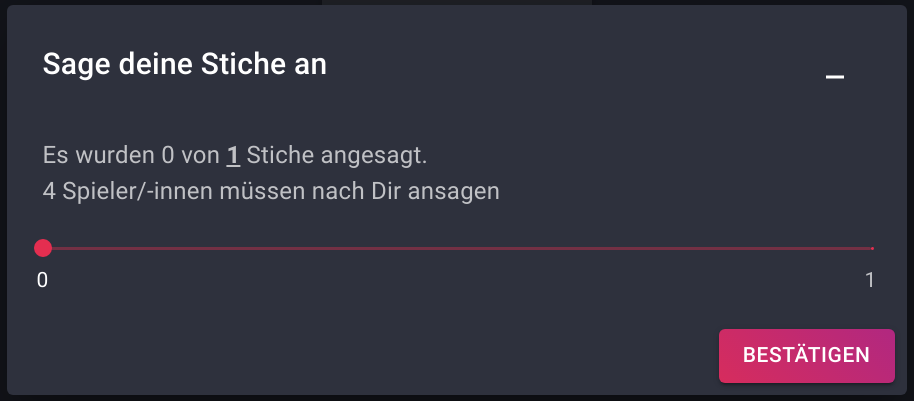 Sage deine Stiche an
Es wurden 0 von 1 Stiche angesagt.
4 Spieler/-innen müssen nach Dir ansagen
0
1
BESTÄTIGEN